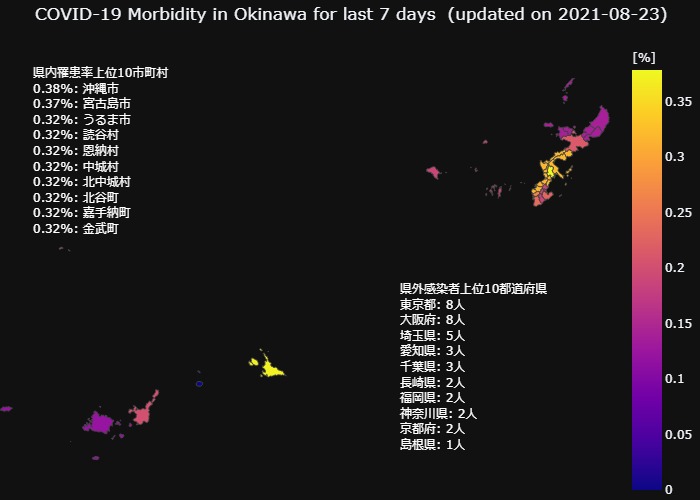 COVID-19 Morbidity in Okinawa for last 7 days (updated on 2021-08-23)
県内罹患率上位10市町村
0.38%: 沖縄市
0.37%: 宮古島市
0.32%: うるま市
0.32%: 読谷村
0.32%: 恩納村
0.32%: 中城村
0.32%: 北中城村
0.32%: 北谷町
0.32%: 嘉手納町
0.32%: 金武町
県外感染者上位10都道府県
東京都: 8人
大阪府: 8人
埼玉県: 5人
愛知県: 3人
千葉県: 3人
長崎県: 2人
福岡県: 2人
神奈川県: 2人
京都府: 2人
島根県: 1人
[%]
0.35
0.3
0.25
0.2
0.15
0.1
0.05
0